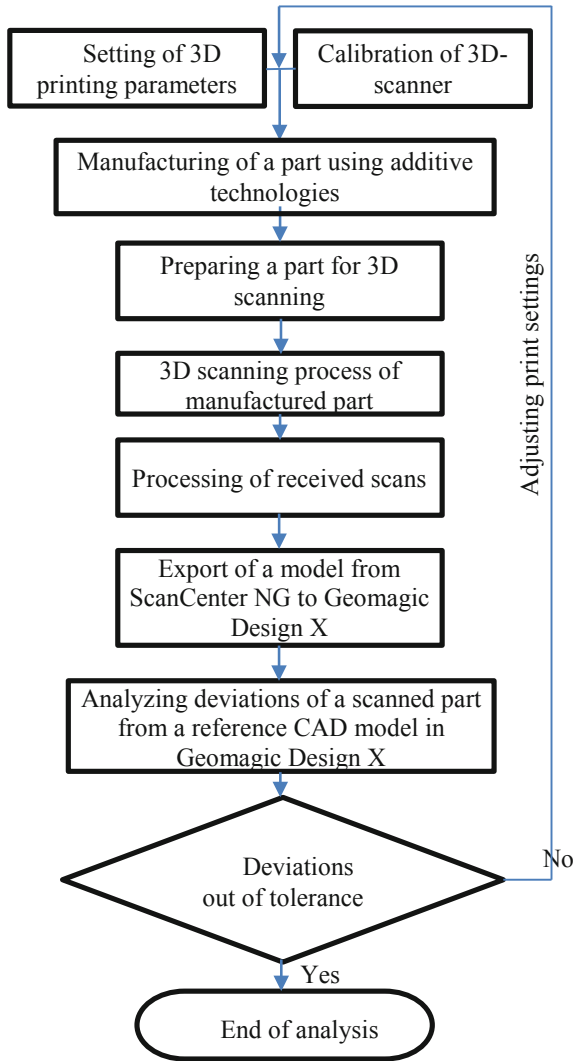 Setting of 3D
printing parameters
Calibration of 3D-
scanner
Manufacturing of a part using additive
technologies
Preparing a part for 3D
scanning
3D scanning process of
manufactured part
Processing of received scans
Export of a model from
ScanCenter NG to Geomagic
Design X
Analyzing deviations of a scanned part
from a reference CAD model in
Geomagic Design X
Deviations
out of tolerance
No
Adjusting print settings
Yes
End of analysis